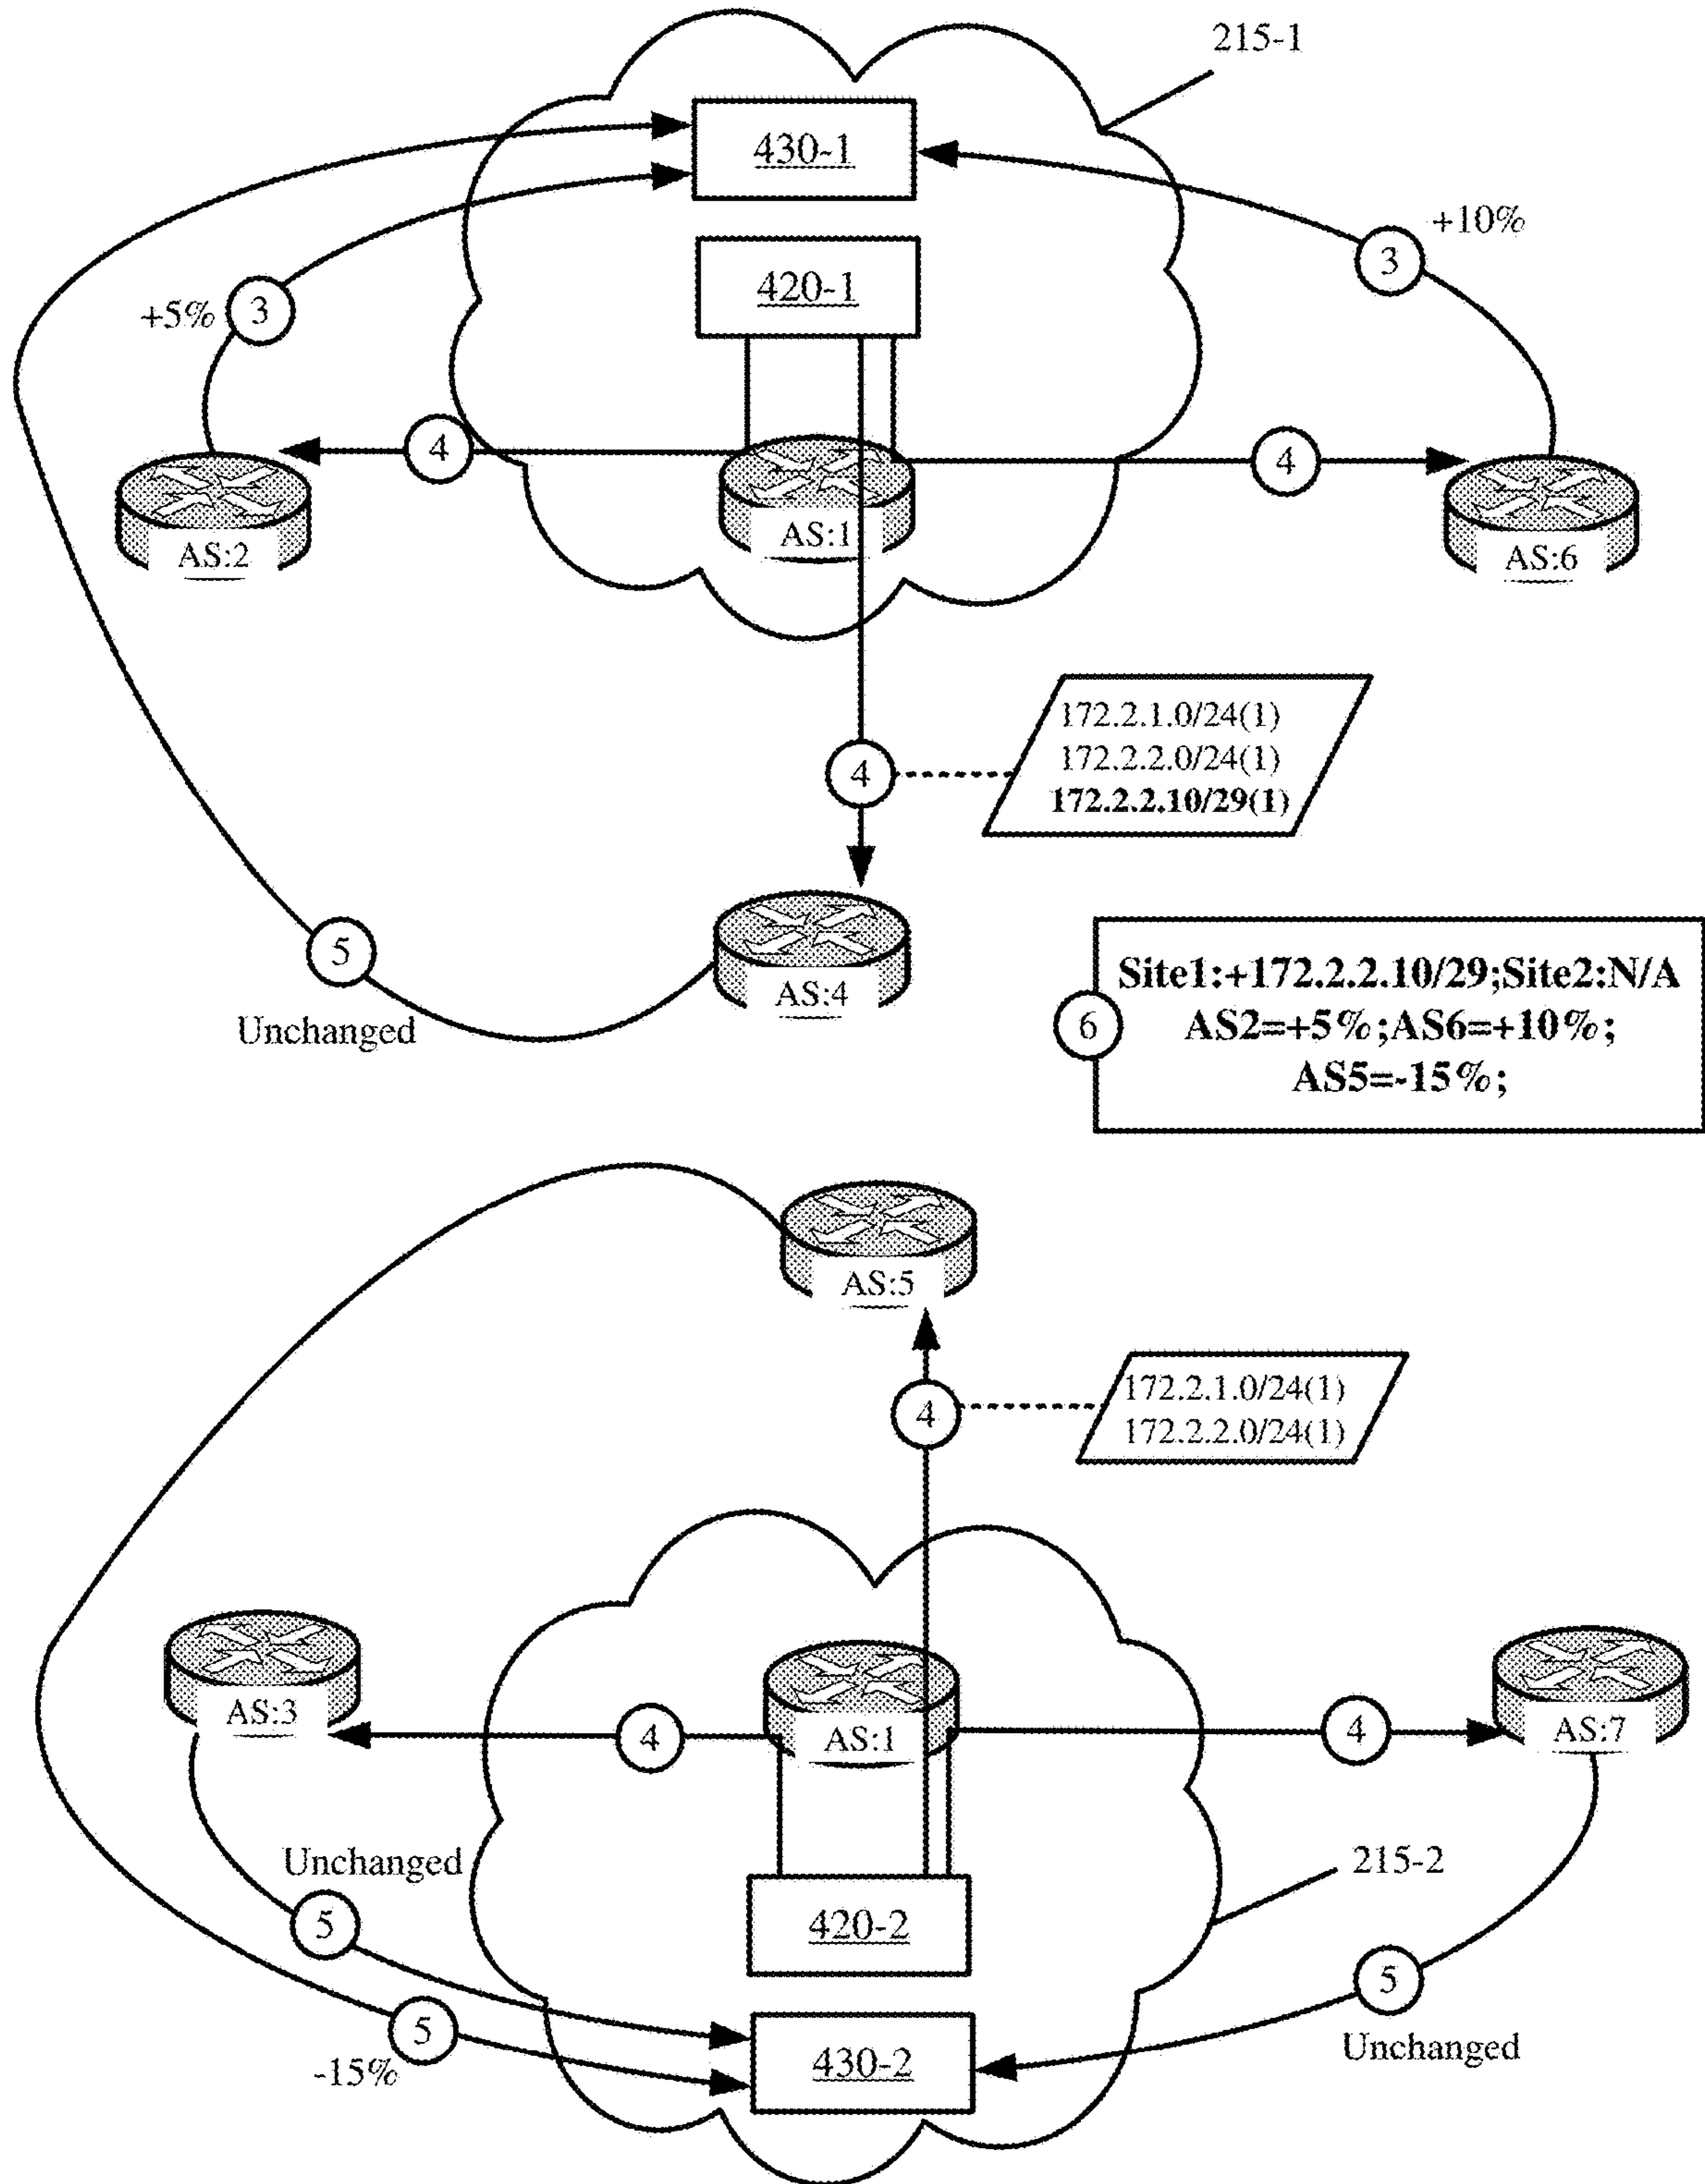 215-1
430-1
+10%
3
420-1
+5%
3
4
4
AS:2
AS:1
AS:6
172.2.1.0/24(1)
172.2.2.0/24(1)
172.2.2.10/29(1)
4
5
Unchanged
AS:4
Site1:+172.2.2.10/29;Site2:N/A
AS2=+5%;AS6=+10%;
AS5=-15%;
6
AS:5
4
172.2.1.0/24(1)
172.2.2.0/24(1)
AS:3
4
AS:1
4
AS:7
Unchanged
5
215-2
420-2
5
-15%
430-2
5
Unchanged